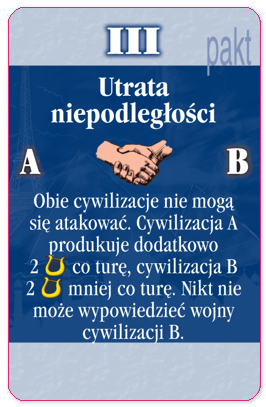 III
pakt
Utrata
niepodległości
A B
Obie cywilizacje nie mogą
się atakować. Cywilizacja A
produkuje dodatkowo
2 co turę, cywilizacja B
2 mniej co turę. Nikt nie
może wypowiedzieć wojny
cywilizacji B.